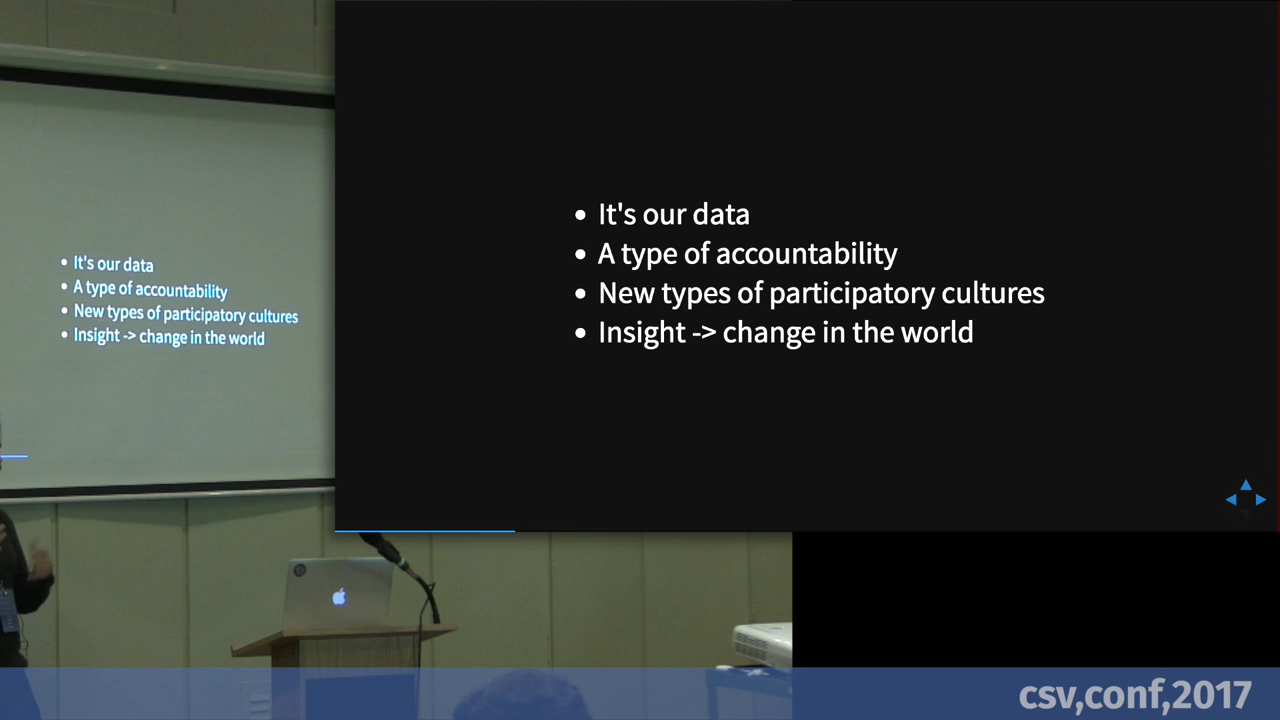 It's our data
A type of accountability
New types of participatory cultures
Insight -> change in the world
It's our data
A type of accountability
New types of participatory cultures
Insight -> change in the world
csv,conf,2017